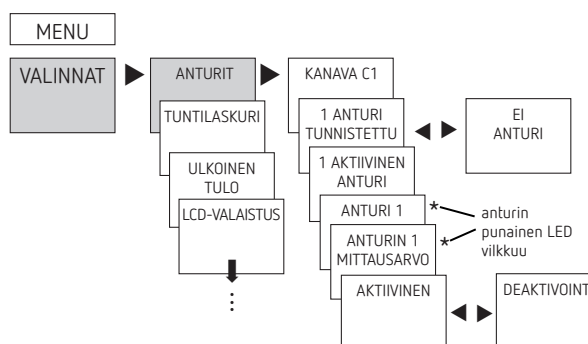 MENU
VALINNAT
ANTURIT
TUNTILASKURI
ULKOINEN
TULO
LCD-VALAISTUS
KANAVA C1
1 ANTURI
TUNNISTETTU
EI
ANTURI
1 AKTIIVINEN
ANTURI
ANTURI 1
*
ANTURIN 1
MITTAUSARVO
*
anturin
punainen LED
vilkkuu
AKTIIVINEN
DEAKTIVOINTI